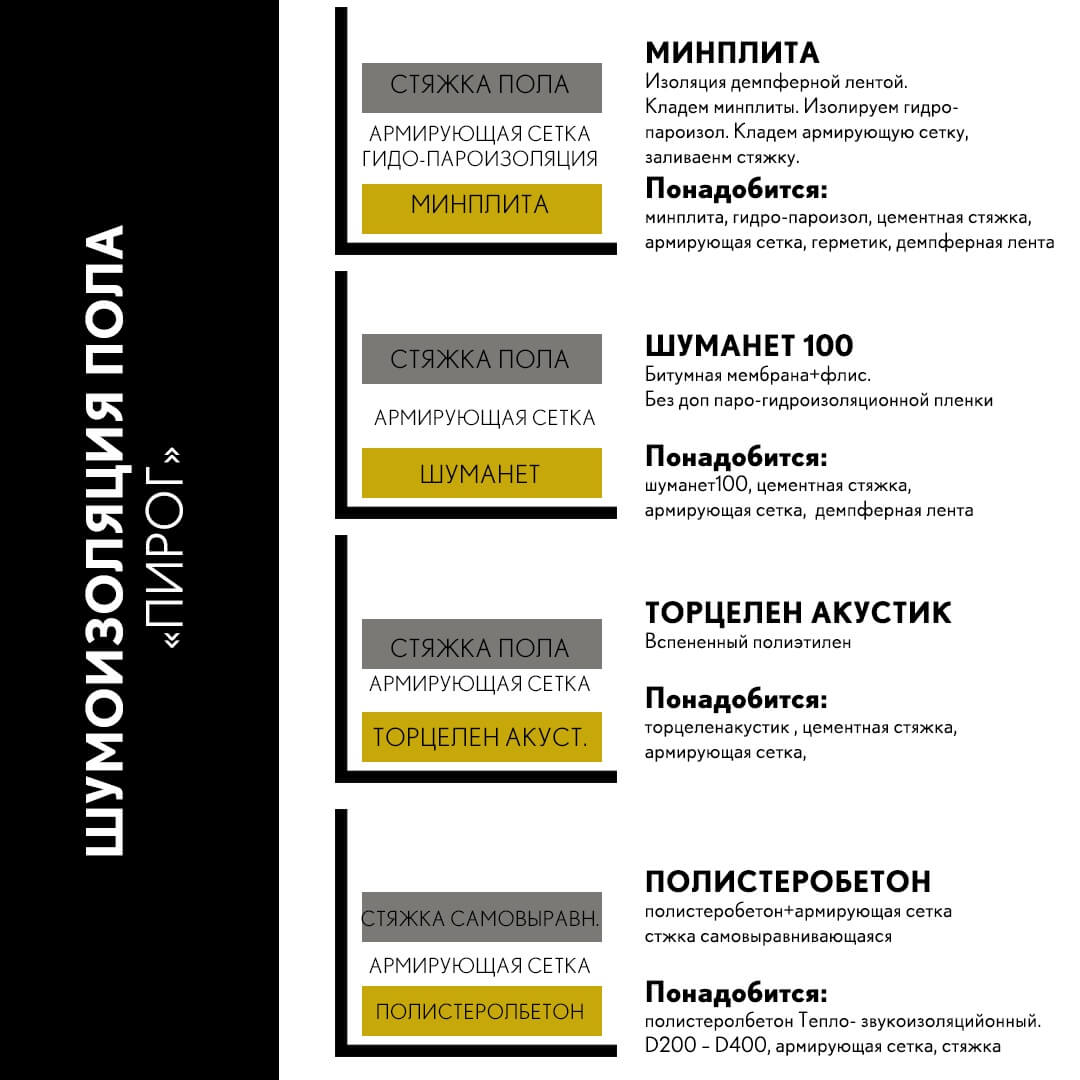 ШУМОИЗОЛЯЦИЯ ПОЛА
«ПИРОГ»
СТЯЖКА ПОЛА
АРМИРУЮЩАЯ СЕТКА
ГИДО-ПАРОИЗОЛЯЦИЯ
МИНПЛИТА
МИНПЛИТА
Изоляция демпферной лентой.
Кладем минплиты. Изолируем гидро-
пароизол. Кладем армирующую сетку,
заливаенм стяжку.
Понадобится:
минплита, гидро-пароизол, цементная стяжка,
армирующая сетка, герметик, демпферная лента
СТЯЖКА ПОЛА
АРМИРУЮЩАЯ СЕТКА
ШУМАНЕТ
ШУМАНЕТ 100
Битумная мембрана+флис.
Без доп паро-гидроизоляционной пленки
Понадобится:
шуманет100, цементная стяжка,
армирующая сетка, демпферная лента
СТЯЖКА ПОЛА
АРМИРУЮЩАЯ СЕТКА
ТОРЦЕЛЕН АКУСТ.
ТОРЦЕЛЕН АКУСТИК
Вспененный полиэтилен
Понадобится:
торцеленакустик , цементная стяжка,
армирующая сетка,
СТЯЖКА САМОВЫРАВН.
АРМИРУЮЩАЯ СЕТКА
ПОЛИСТЕРОЛБЕТОН
ПОЛИСТЕРОБЕТОН
полистеробетон+армирующая сетка
стжка самовыравнивающаяся
Понадобится:
полистеролбетон Тепло- звукоизоляцийонный.
D200 – D400, армирующая сетка, стяжка